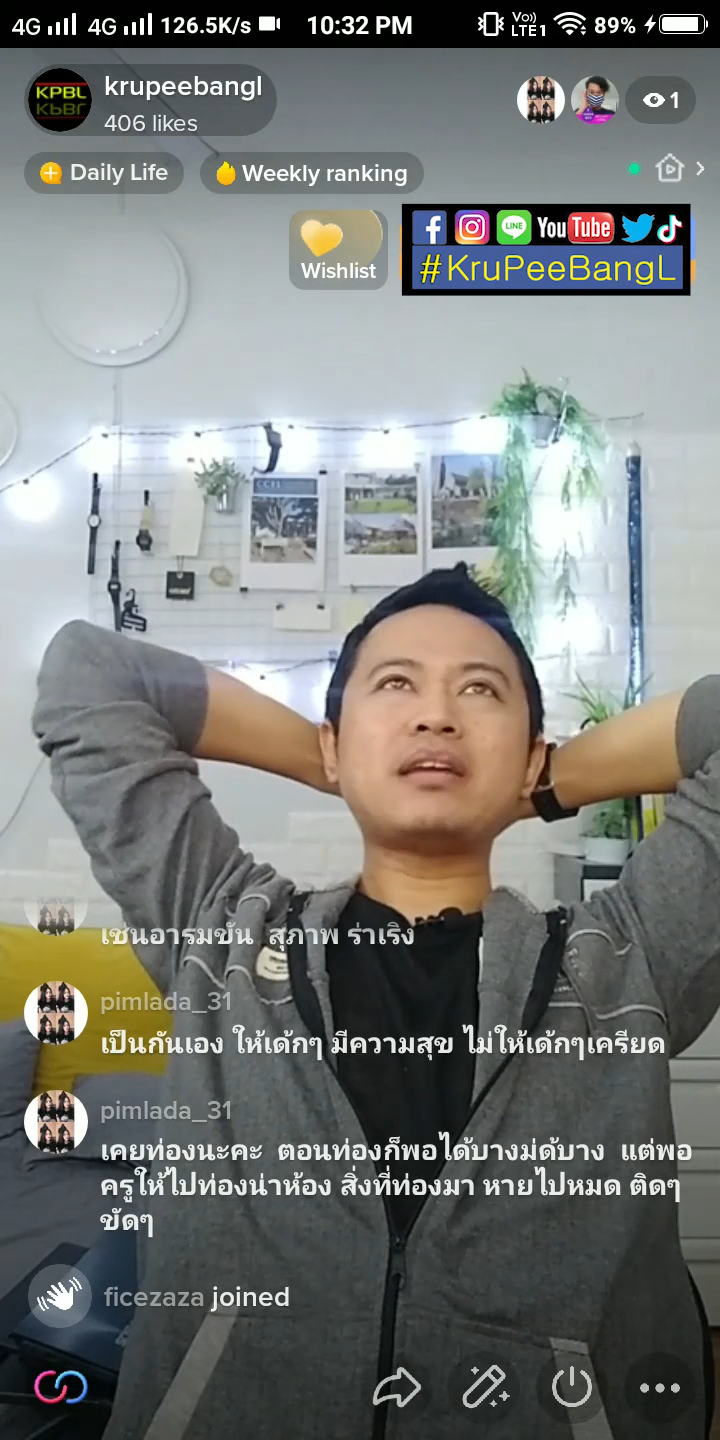 4G 4G 126.5K/s 10:32 PM Vo)) LTE1 89%
krupeebangl
406 likes
KPBL
1
Daily Life
Weekly ranking
Wishlist
f LINE YouTube
#KruPeeBangL
CCEL
เช่นอารมขัน สุภาพ ร่าเริง
pimlada_31
เป็นกันเอง ให้เด้กๆ มีความสุข ไม่ให้เด้กๆเครียด
pimlada_31
เคยท่องนะคะ ตอนท่องก็พอได้บางม่ด้บาง แต่พอ
ครูให้ไปท่องน่าห้อง สิ่งที่ท่องมา หายไปหมด ติดๆ
ขัดๆ
ficezaza joined